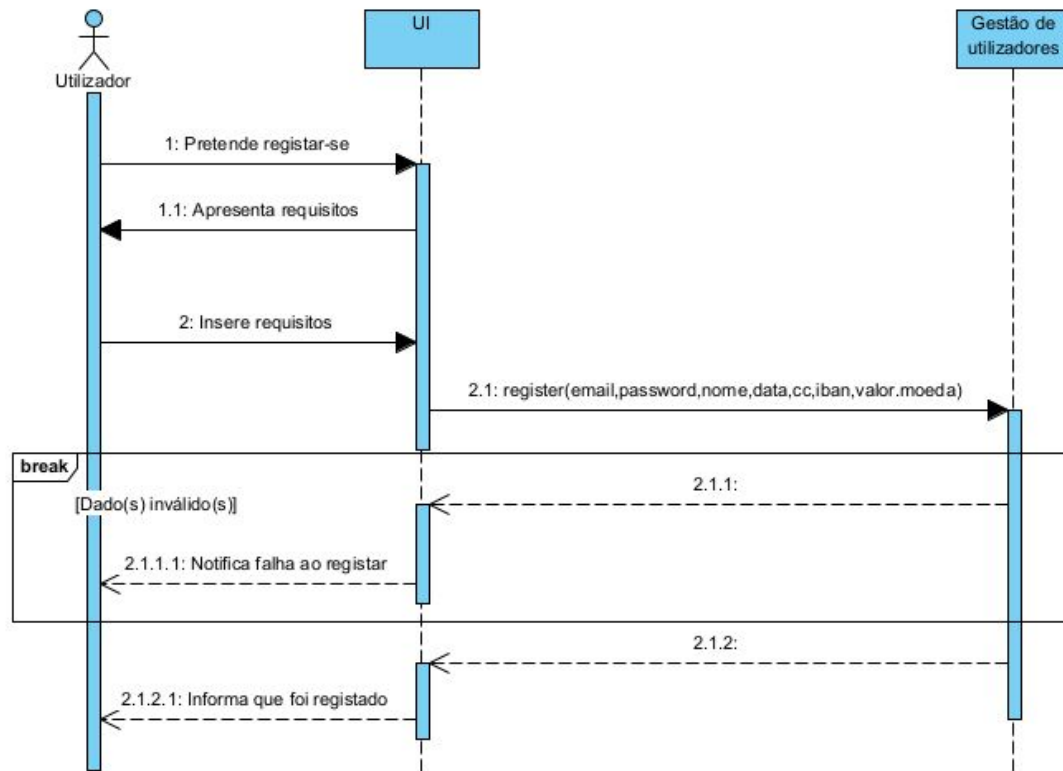 UI
Gestão de
utilizadores
Utilizador
1: Pretende registar-se
1.1: Apresenta requisitos
2: Insere requisitos
2.1: register(email,password,nome,data,cc,iban,valor.moeda)
break
[Dado(s) inválido(s)]
2.1.1:
2.1.1.1: Notifica falha ao registar
2.1.2:
2.1.2.1: Informa que foi registado